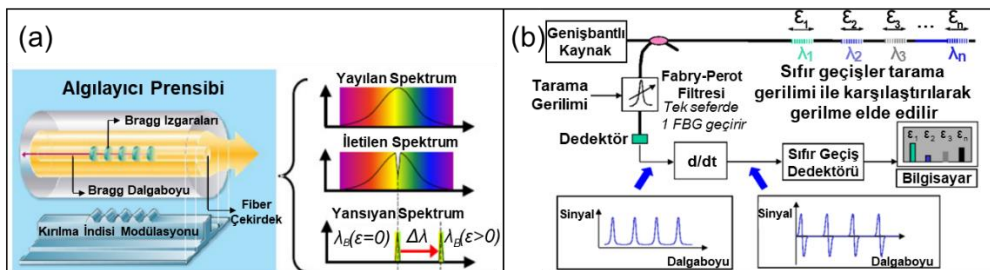 (a)
Algılayıcı Prensibi
Bragg Izgaraları
Bragg Dalgaboyu
Fiber
Çekirdek
Kırılma İndisi Modülasyonu
Yayılan Spektrum
İletilen Spektrum
Yansıyan Spektrum
λB(ε=0) Δλ λB(ε>0)
(b)
Genişbantlı
Kaynak
ε1 ε2 ε3 ... εn
λ1 λ2 λ3 λn
Tarama
Gerilimi
Fabry-Perot
Filtresi
Tek seferde
1 FBG geçirir
Sıfır geçişler tarama
gerilimi ile karşılaştırılarak
gerilme elde edilir
Dedektör
d/dt
Sıfır Geçiş
Dedektörü
ε1 ε2 ε3 εn
Bilgisayar
Sinyal
Dalgaboyu
Sinyal
Dalgaboyu